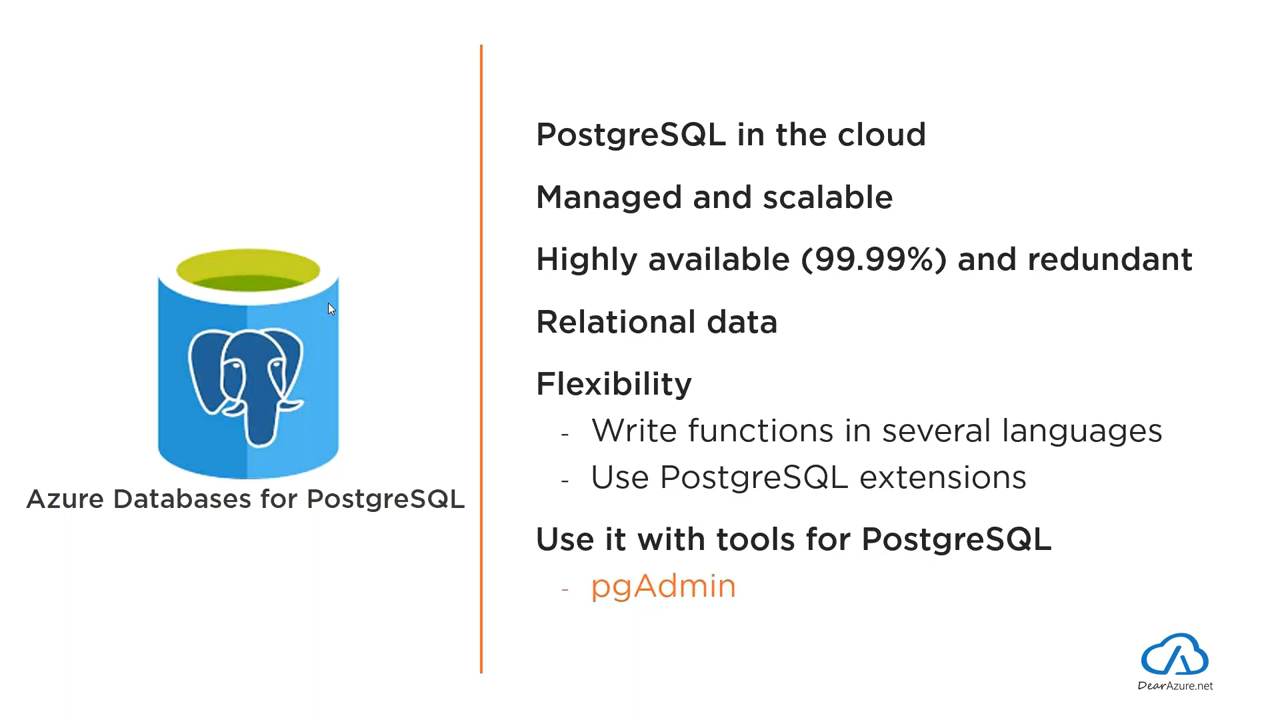 PostgreSQL in the cloud
Managed and scalable
Highly available (99.99%) and redundant
Relational data
Flexibility
- Write functions in several languages
- Use PostgreSQL extensions
Use it with tools for PostgreSQL
- pgAdmin
Azure Databases for PostgreSQL
DearAzure.net